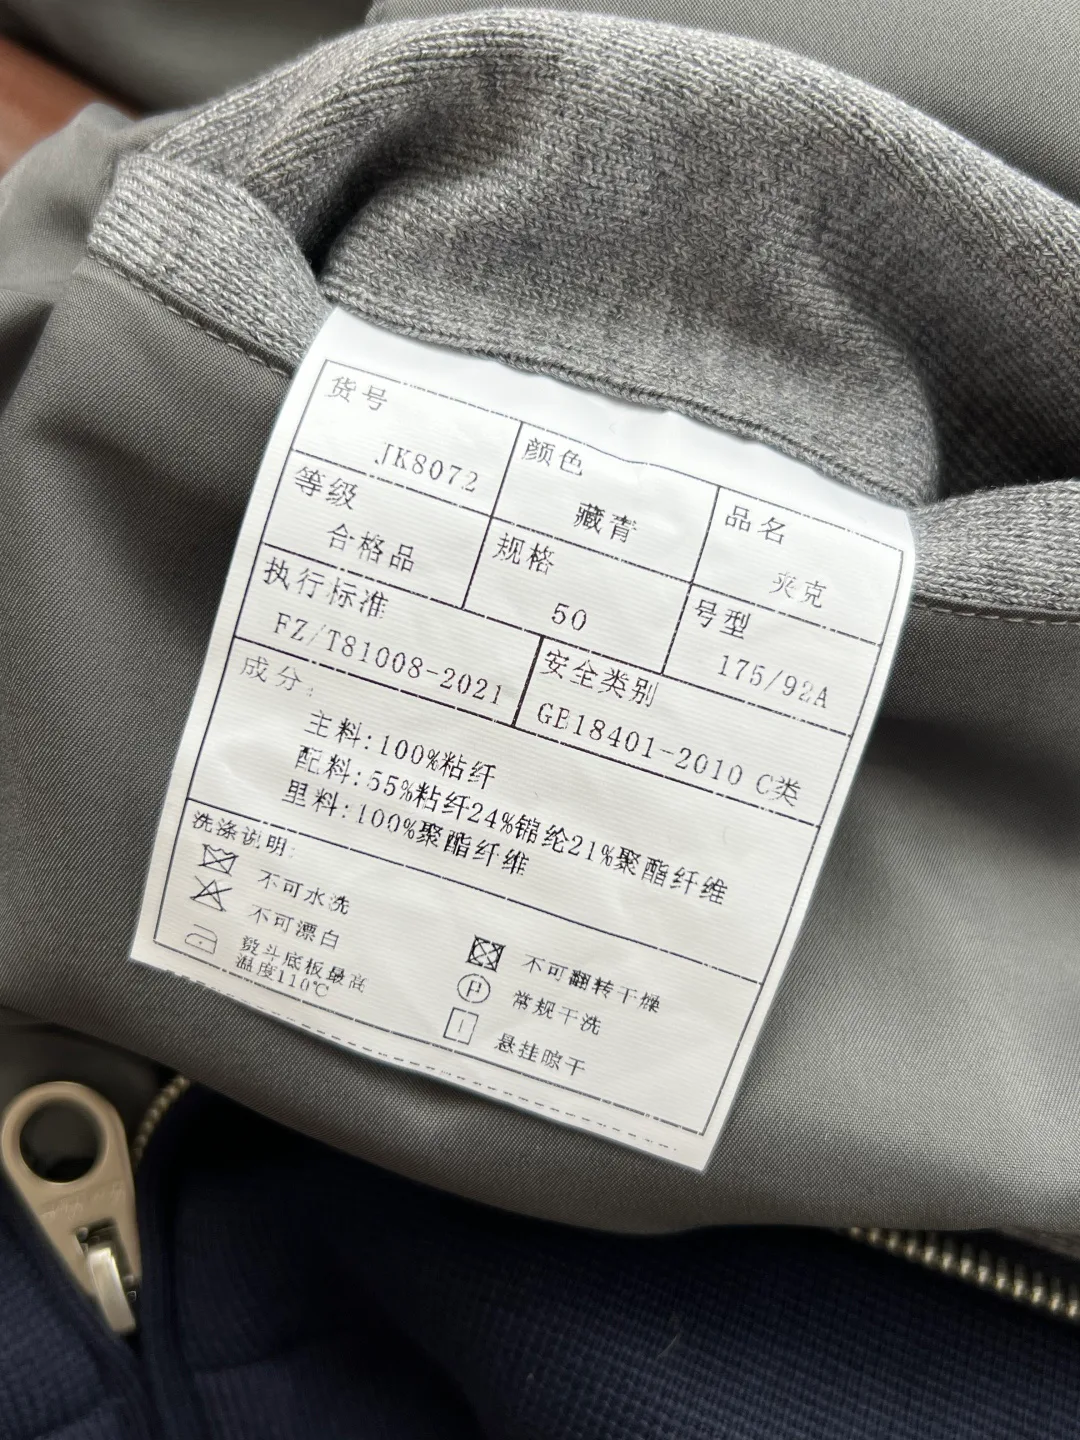 货号 颜色 品名
JK8072 藏青 夹克
等级 规格 号型
合格品 50 175/92A
执行标准 安全类别
FZ/T81008-2021 GB18401-2010 C类
成分:
主料:100%粘纤
配料:55%粘纤24%锦纶21%聚酯纤维
里料:100%聚酯纤维
洗涤说明:
不可水洗 不可翻转干燥
不可漂白 常规干洗
熨斗底板最高 悬挂晾干
温度110℃
P